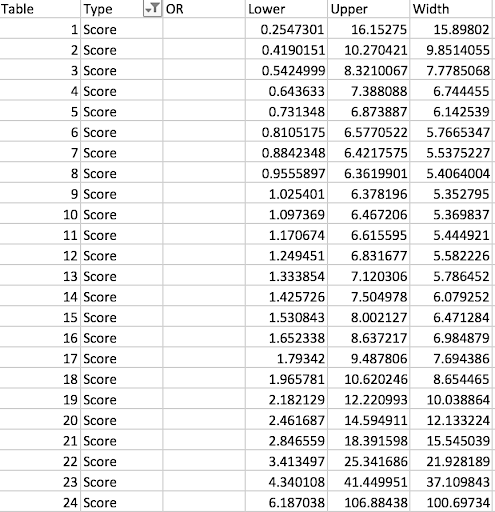 Table Type OR Lower Upper Width
1 Score 0.2547301 16.15275 15.89802
2 Score 0.4190151 10.270421 9.8514055
3 Score 0.5424999 8.3210067 7.7785068
4 Score 0.643633 7.388088 6.744455
5 Score 0.731348 6.873887 6.142539
6 Score 0.8105175 6.5770522 5.7665347
7 Score 0.8842348 6.4217575 5.5375227
8 Score 0.9555897 6.3619901 5.4064004
9 Score 1.025401 6.378196 5.352795
10 Score 1.097369 6.467206 5.369837
11 Score 1.170674 6.615595 5.444921
12 Score 1.249451 6.831677 5.582226
13 Score 1.333854 7.120306 5.786452
14 Score 1.425726 7.504978 6.079252
15 Score 1.530843 8.002127 6.471284
16 Score 1.652338 8.637217 6.984879
17 Score 1.79342 9.487806 7.694386
18 Score 1.965781 10.620246 8.654465
19 Score 2.182129 12.220993 10.038864
20 Score 2.461687 14.594911 12.133224
21 Score 2.846559 18.391598 15.545039
22 Score 3.413497 25.341686 21.928189
23 Score 4.340108 41.449951 37.109843
24 Score 6.187038 106.88438 100.69734